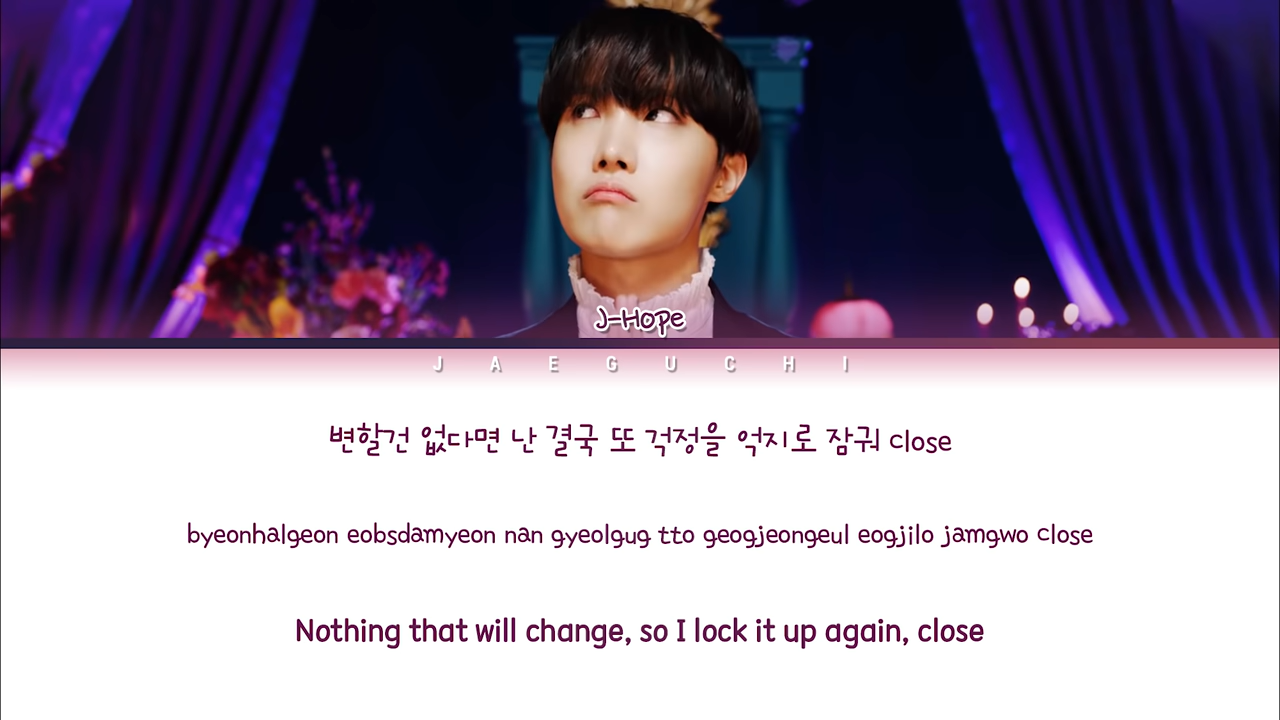 J-Hope
J A E G U C H I
변할건 없다면 난 결국 또 걱정을 억지로 잠궈 close
byeonhalgeon eobsdamyeon nan gyeolgug tto geogjeongeul eogjilo jamgwo close
Nothing that will change, so I lock it up again, close